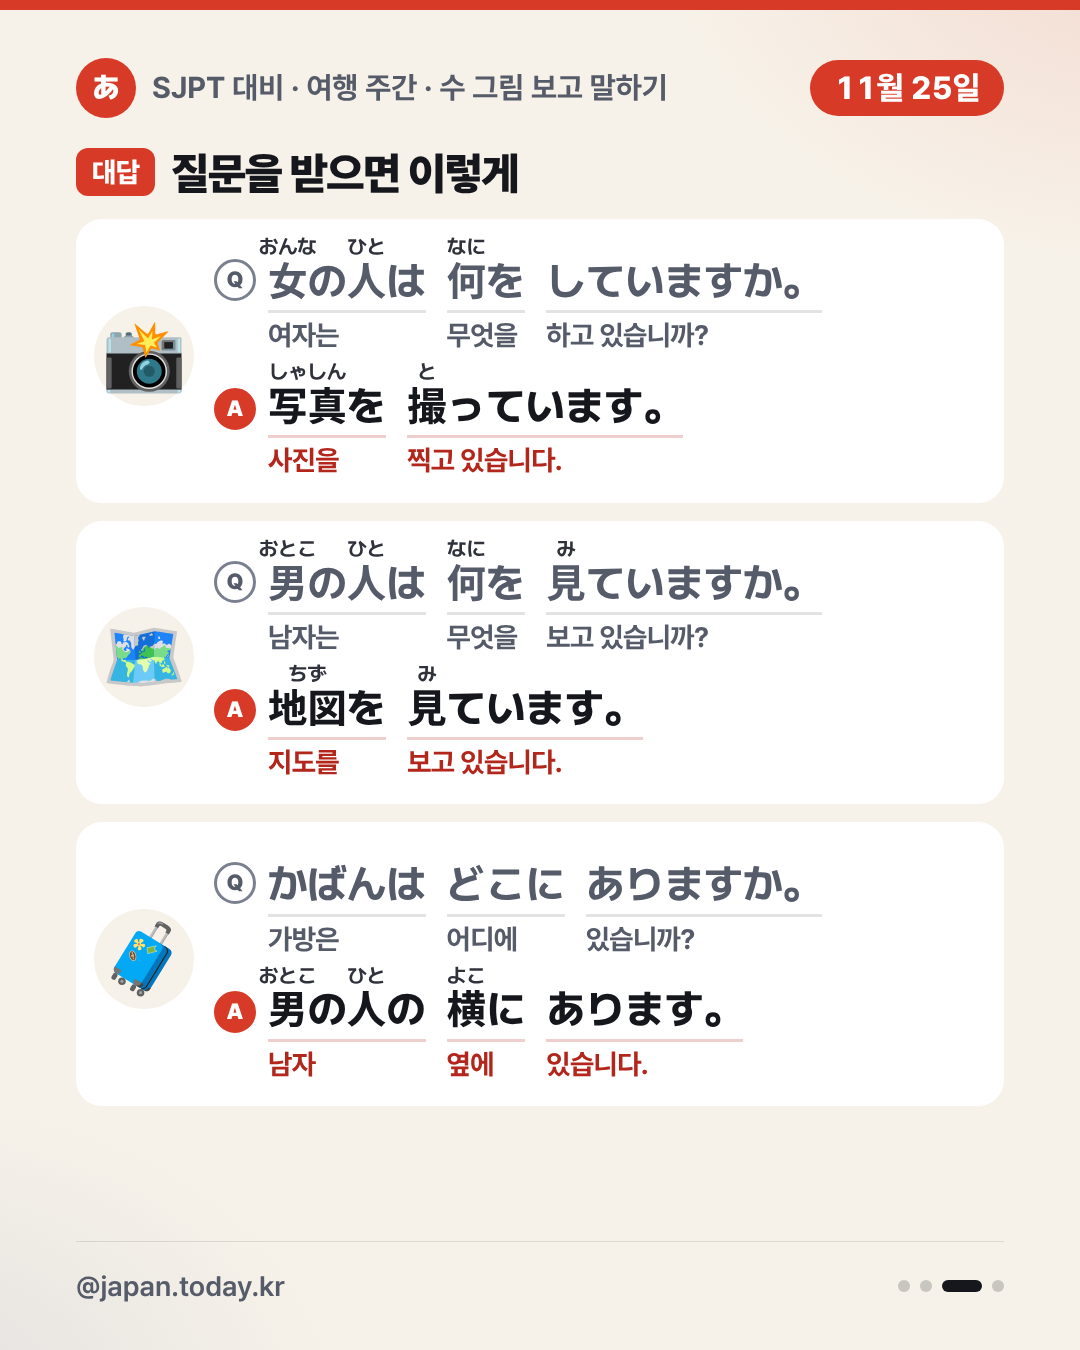 あ SJPT 대비 · 여행 주간 · 수 그림 보고 말하기 11월 25일
대답 질문을 받으면 이렇게
おんな ひと なに
Q 女の人は 何を していますか。
여자는 무엇을 하고 있습니까?
しゃしん と
A 写真を 撮っています。
사진을 찍고 있습니다.
おとこ ひと なに み
Q 男の人は 何を 見ていますか。
남자는 무엇을 보고 있습니까?
ちず み
A 地図を 見ています。
지도를 보고 있습니다.
Q かばんは どこに ありますか。
가방은 어디에 있습니까?
おとこ ひと よこ
A 男の人の 横に あります。
남자 옆에 있습니다.
@japan.today.kr